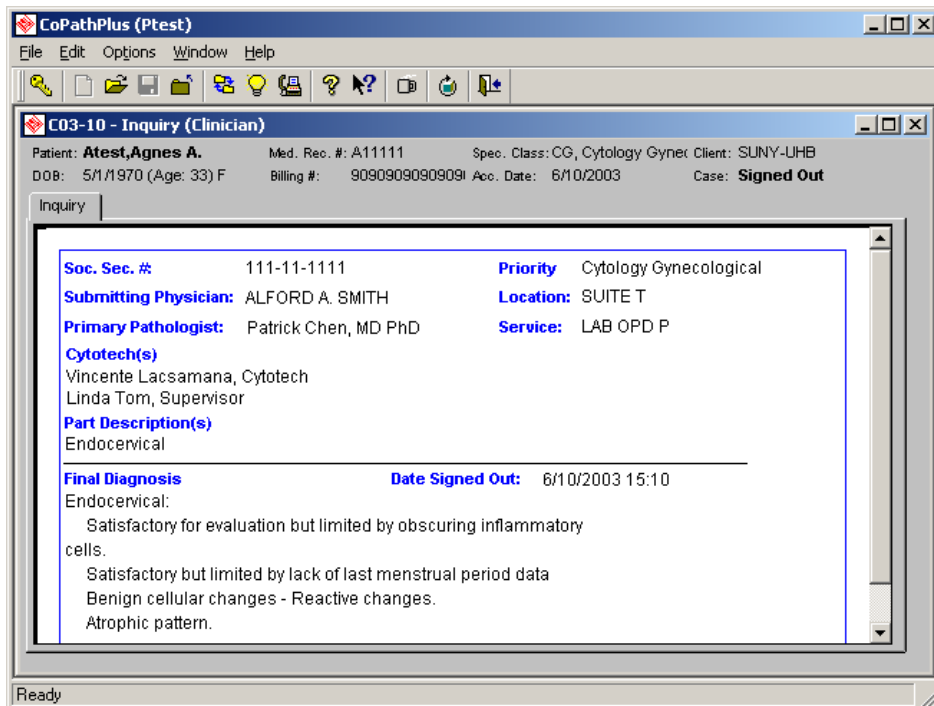 CoPathPlus (Ptest)
File Edit Options Window Help
C03-10 - Inquiry (Clinician)
Patient: Atest,Agnes A. Med. Rec. #: A11111 Spec. Class: CG, Cytology Gynec Client: SUNY-UHB
DOB: 5/1/1970 (Age: 33) F Billing #: 9090909090909 Acc. Date: 6/10/2003 Case: Signed Out
Inquiry
Soc. Sec. #: 111-11-1111 Priority Cytology Gynecological
Submitting Physician: ALFORD A. SMITH Location: SUITE T
Primary Pathologist: Patrick Chen, MD PhD Service: LAB OPD P
Cytotech(s)
Vincente Lacsamana, Cytotech
Linda Tom, Supervisor
Part Description(s)
Endocervical
Final Diagnosis Date Signed Out: 6/10/2003 15:10
Endocervical:
Satisfactory for evaluation but limited by obscuring inflammatory
cells.
Satisfactory but limited by lack of last menstrual period data
Benign cellular changes - Reactive changes.
Atrophic pattern.
Ready